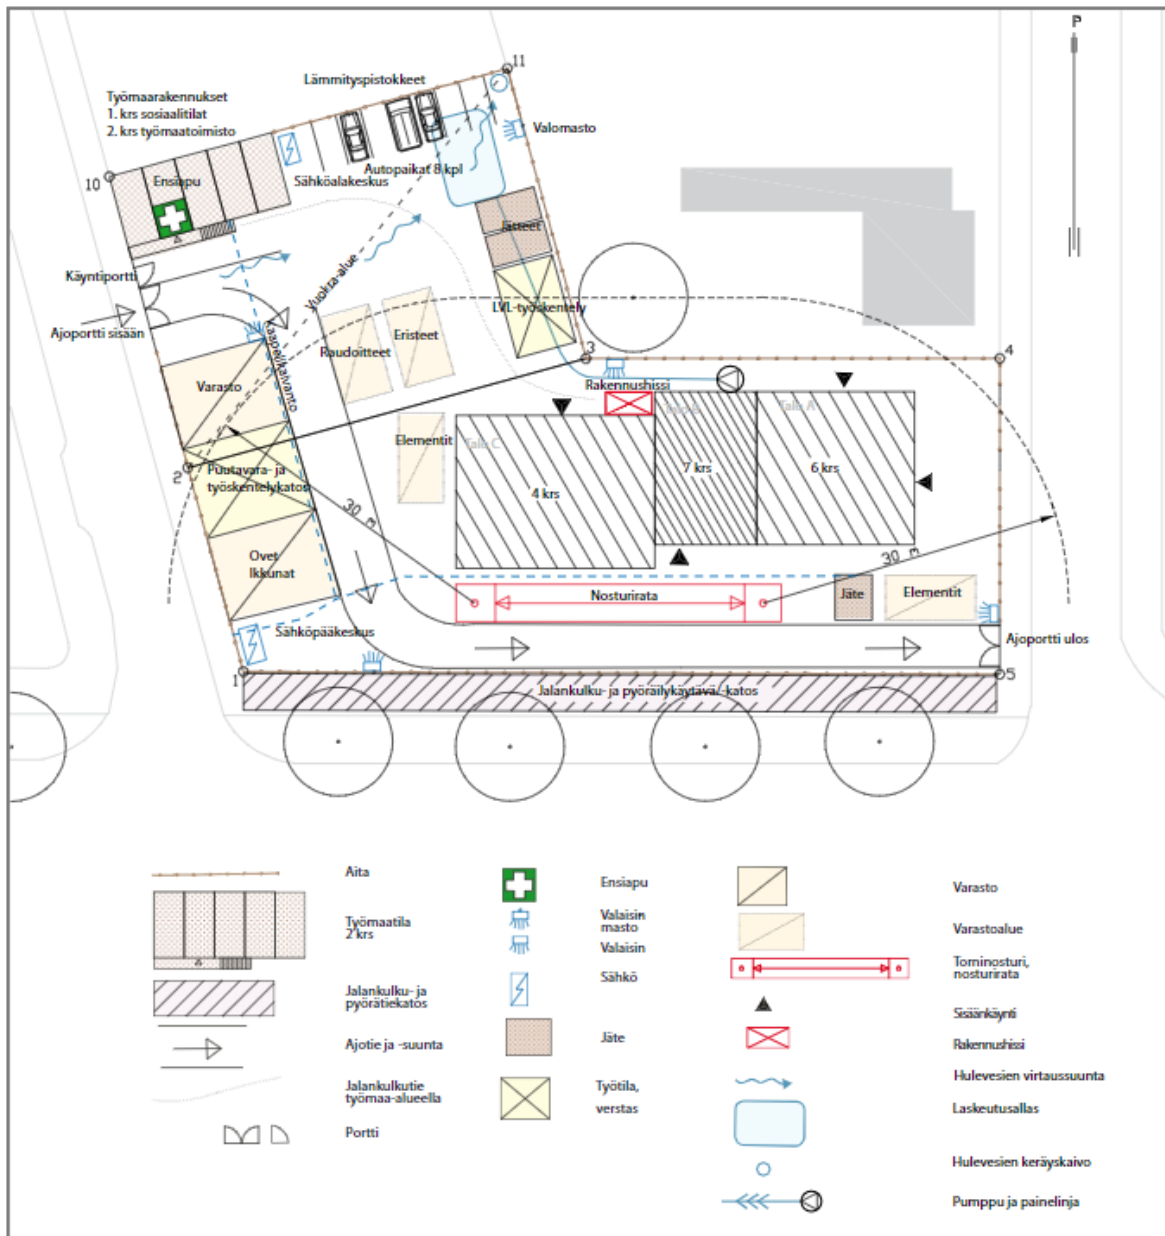 P
11
Lämmityspistokkeet
Työmaarakennukset
1. krs sosiaalitilat
2. krs työmaatoimisto
Valomasto
10
Ensiapu
Sähköalakeskus
Autopaikat 8 kpl
Jätteet
Käyntiportti
Vuokra-alue
Ajoportti sisään
LVL-työskentely
Kaapelikaivanto
Raudoitteet
Eristeet
3
4
Rakennushissi
Varasto
Talo B
Talo A
Elementit
Talo C
2
Puutavara- ja
työskentelykatos
7 krs
6 krs
4 krs
30 m
Ovet
Ikkunat
30 m
Nosturirata
Jäte
Elementit
Sähköpääkeskus
Ajoportti ulos
1
5
Jalankulku- ja pyöräilykäytävä/-katos
Aita
Työmaatila
2 krs
Jalankulku- ja
pyörätiekatos
Ajotie ja -suunta
Jalankulkutie
työmaa-alueella
Portti
Ensiapu
Valaisin
masto
Valaisin
Sähkö
Jäte
Työtila,
verstas
Varasto
Varastoalue
Torninosturi,
nosturirata
Sisäänkäynti
Rakennushissi
Hulevesien virtaussuunta
Laskeutusallas
Hulevesien keräyskaivo
Pumppu ja painelinja